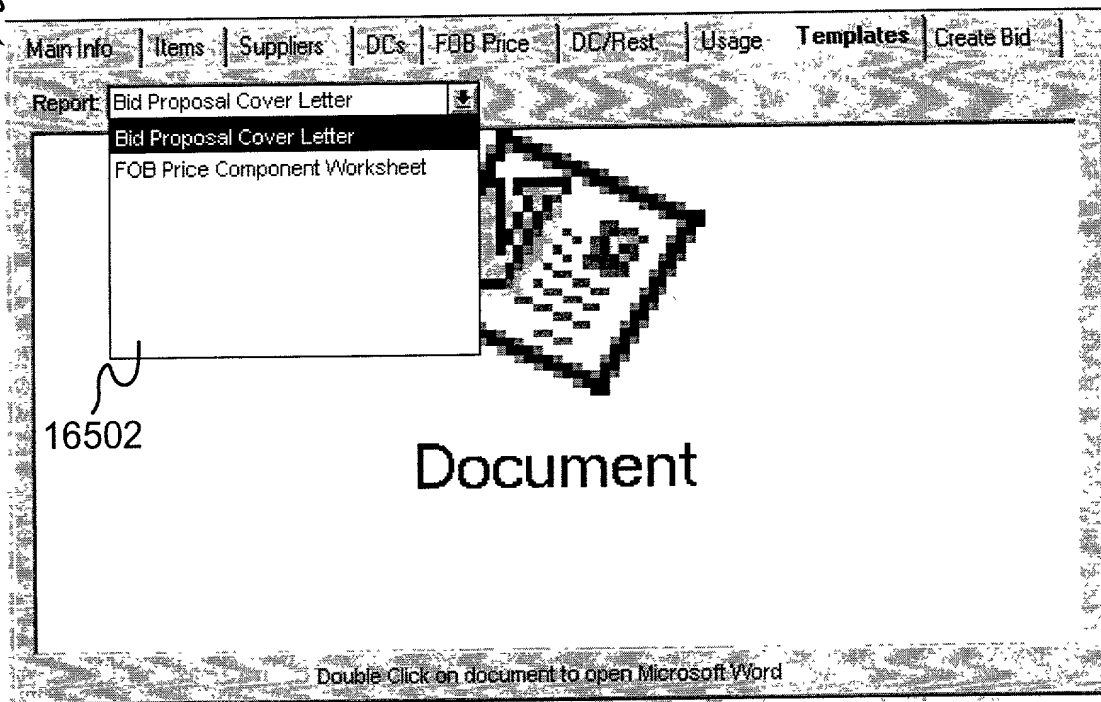 Main Info Items Suppliers DCs FOB Price DC/Rest. Usage Templates Create Bid
Report: Bid Proposal Cover Letter
Bid Proposal Cover Letter
FOB Price Component Worksheet
16502
Document
Double Click on document to open Microsoft Word